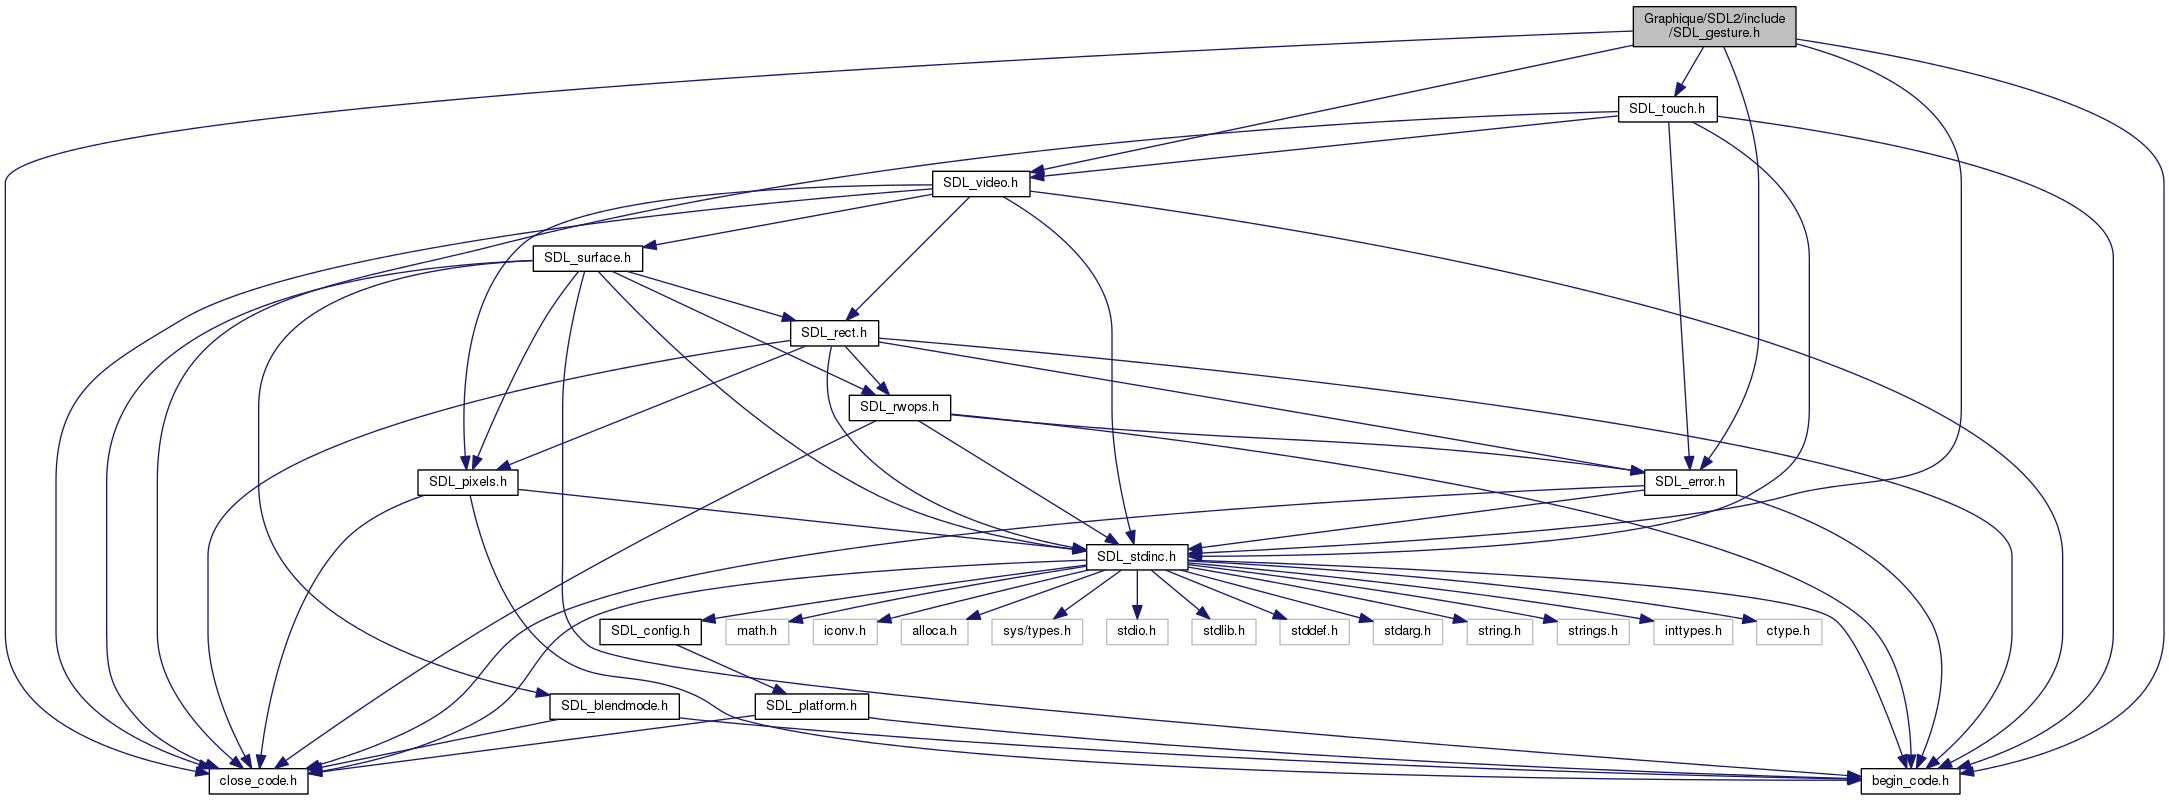 Graphique/SDL2/include
/SDL_gesture.h
SDL_touch.h
SDL_video.h
SDL_surface.h
SDL_rect.h
SDL_rwops.h
SDL_pixels.h
SDL_error.h
SDL_stdinc.h
SDL_config.h
math.h
iconv.h
alloca.h
sys/types.h
stdio.h
stdlib.h
stddef.h
stdarg.h
string.h
strings.h
inttypes.h
ctype.h
SDL_blendmode.h
SDL_platform.h
close_code.h
begin_code.h